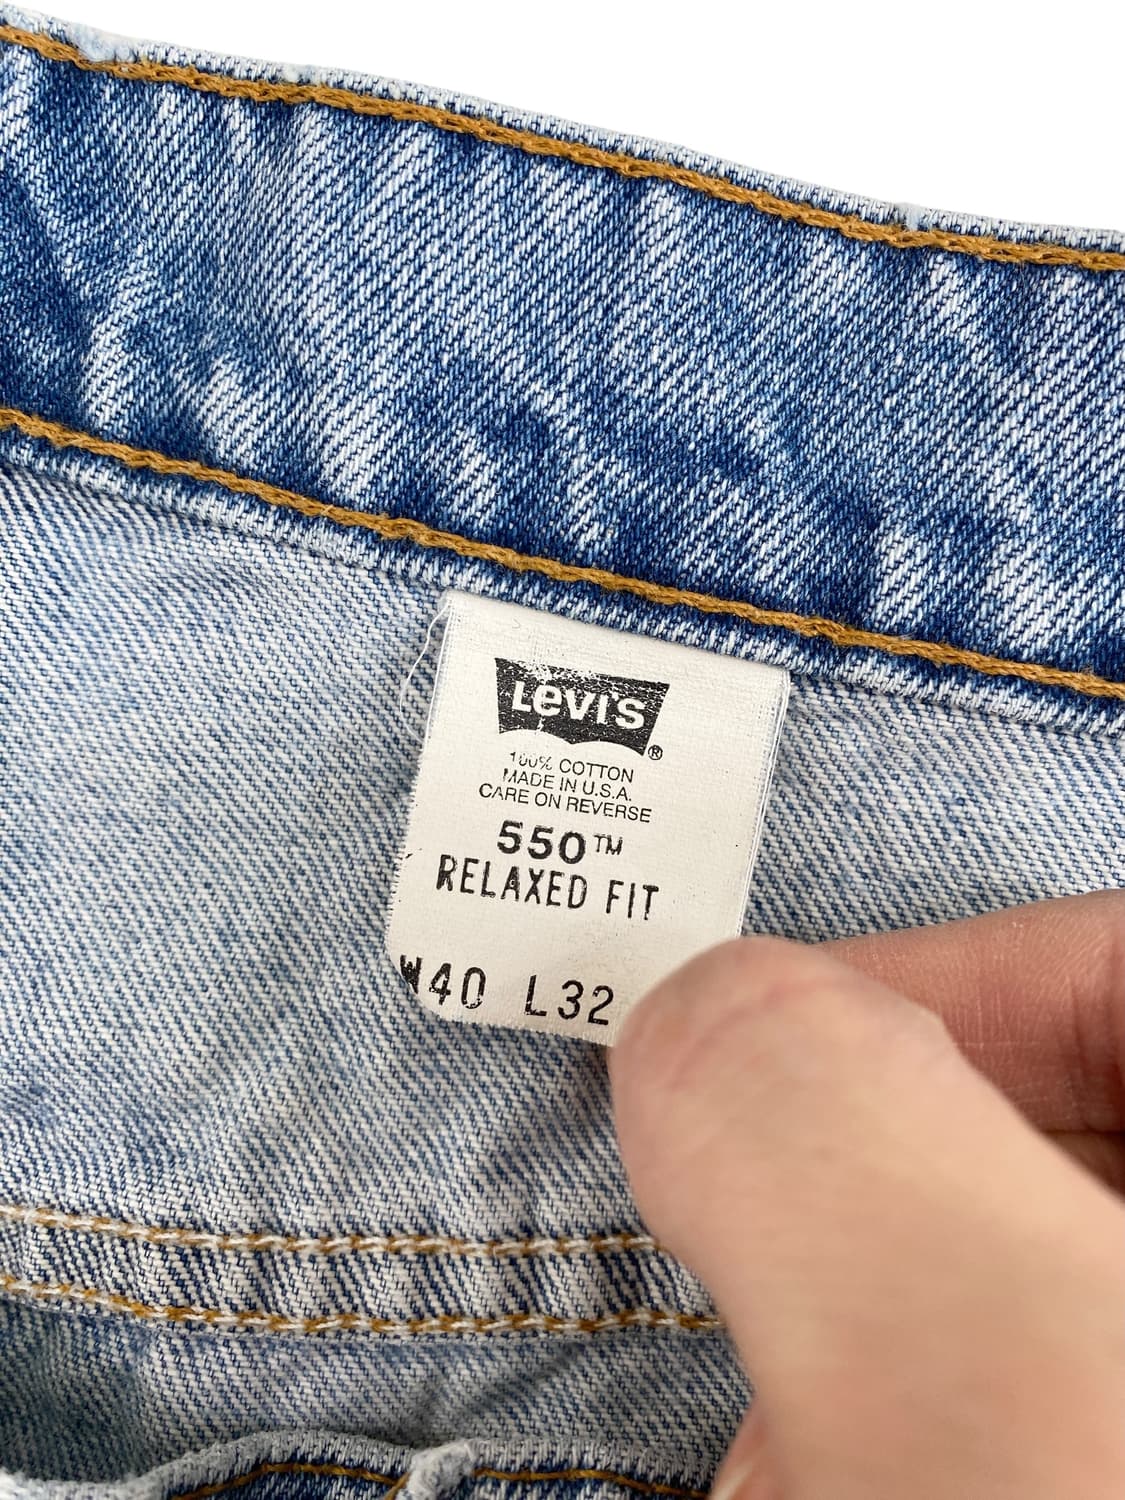 LEVI'S ®
100% COTTON
MADE IN U.S.A.
CARE ON REVERSE
550™
RELAXED FIT
W40 L32